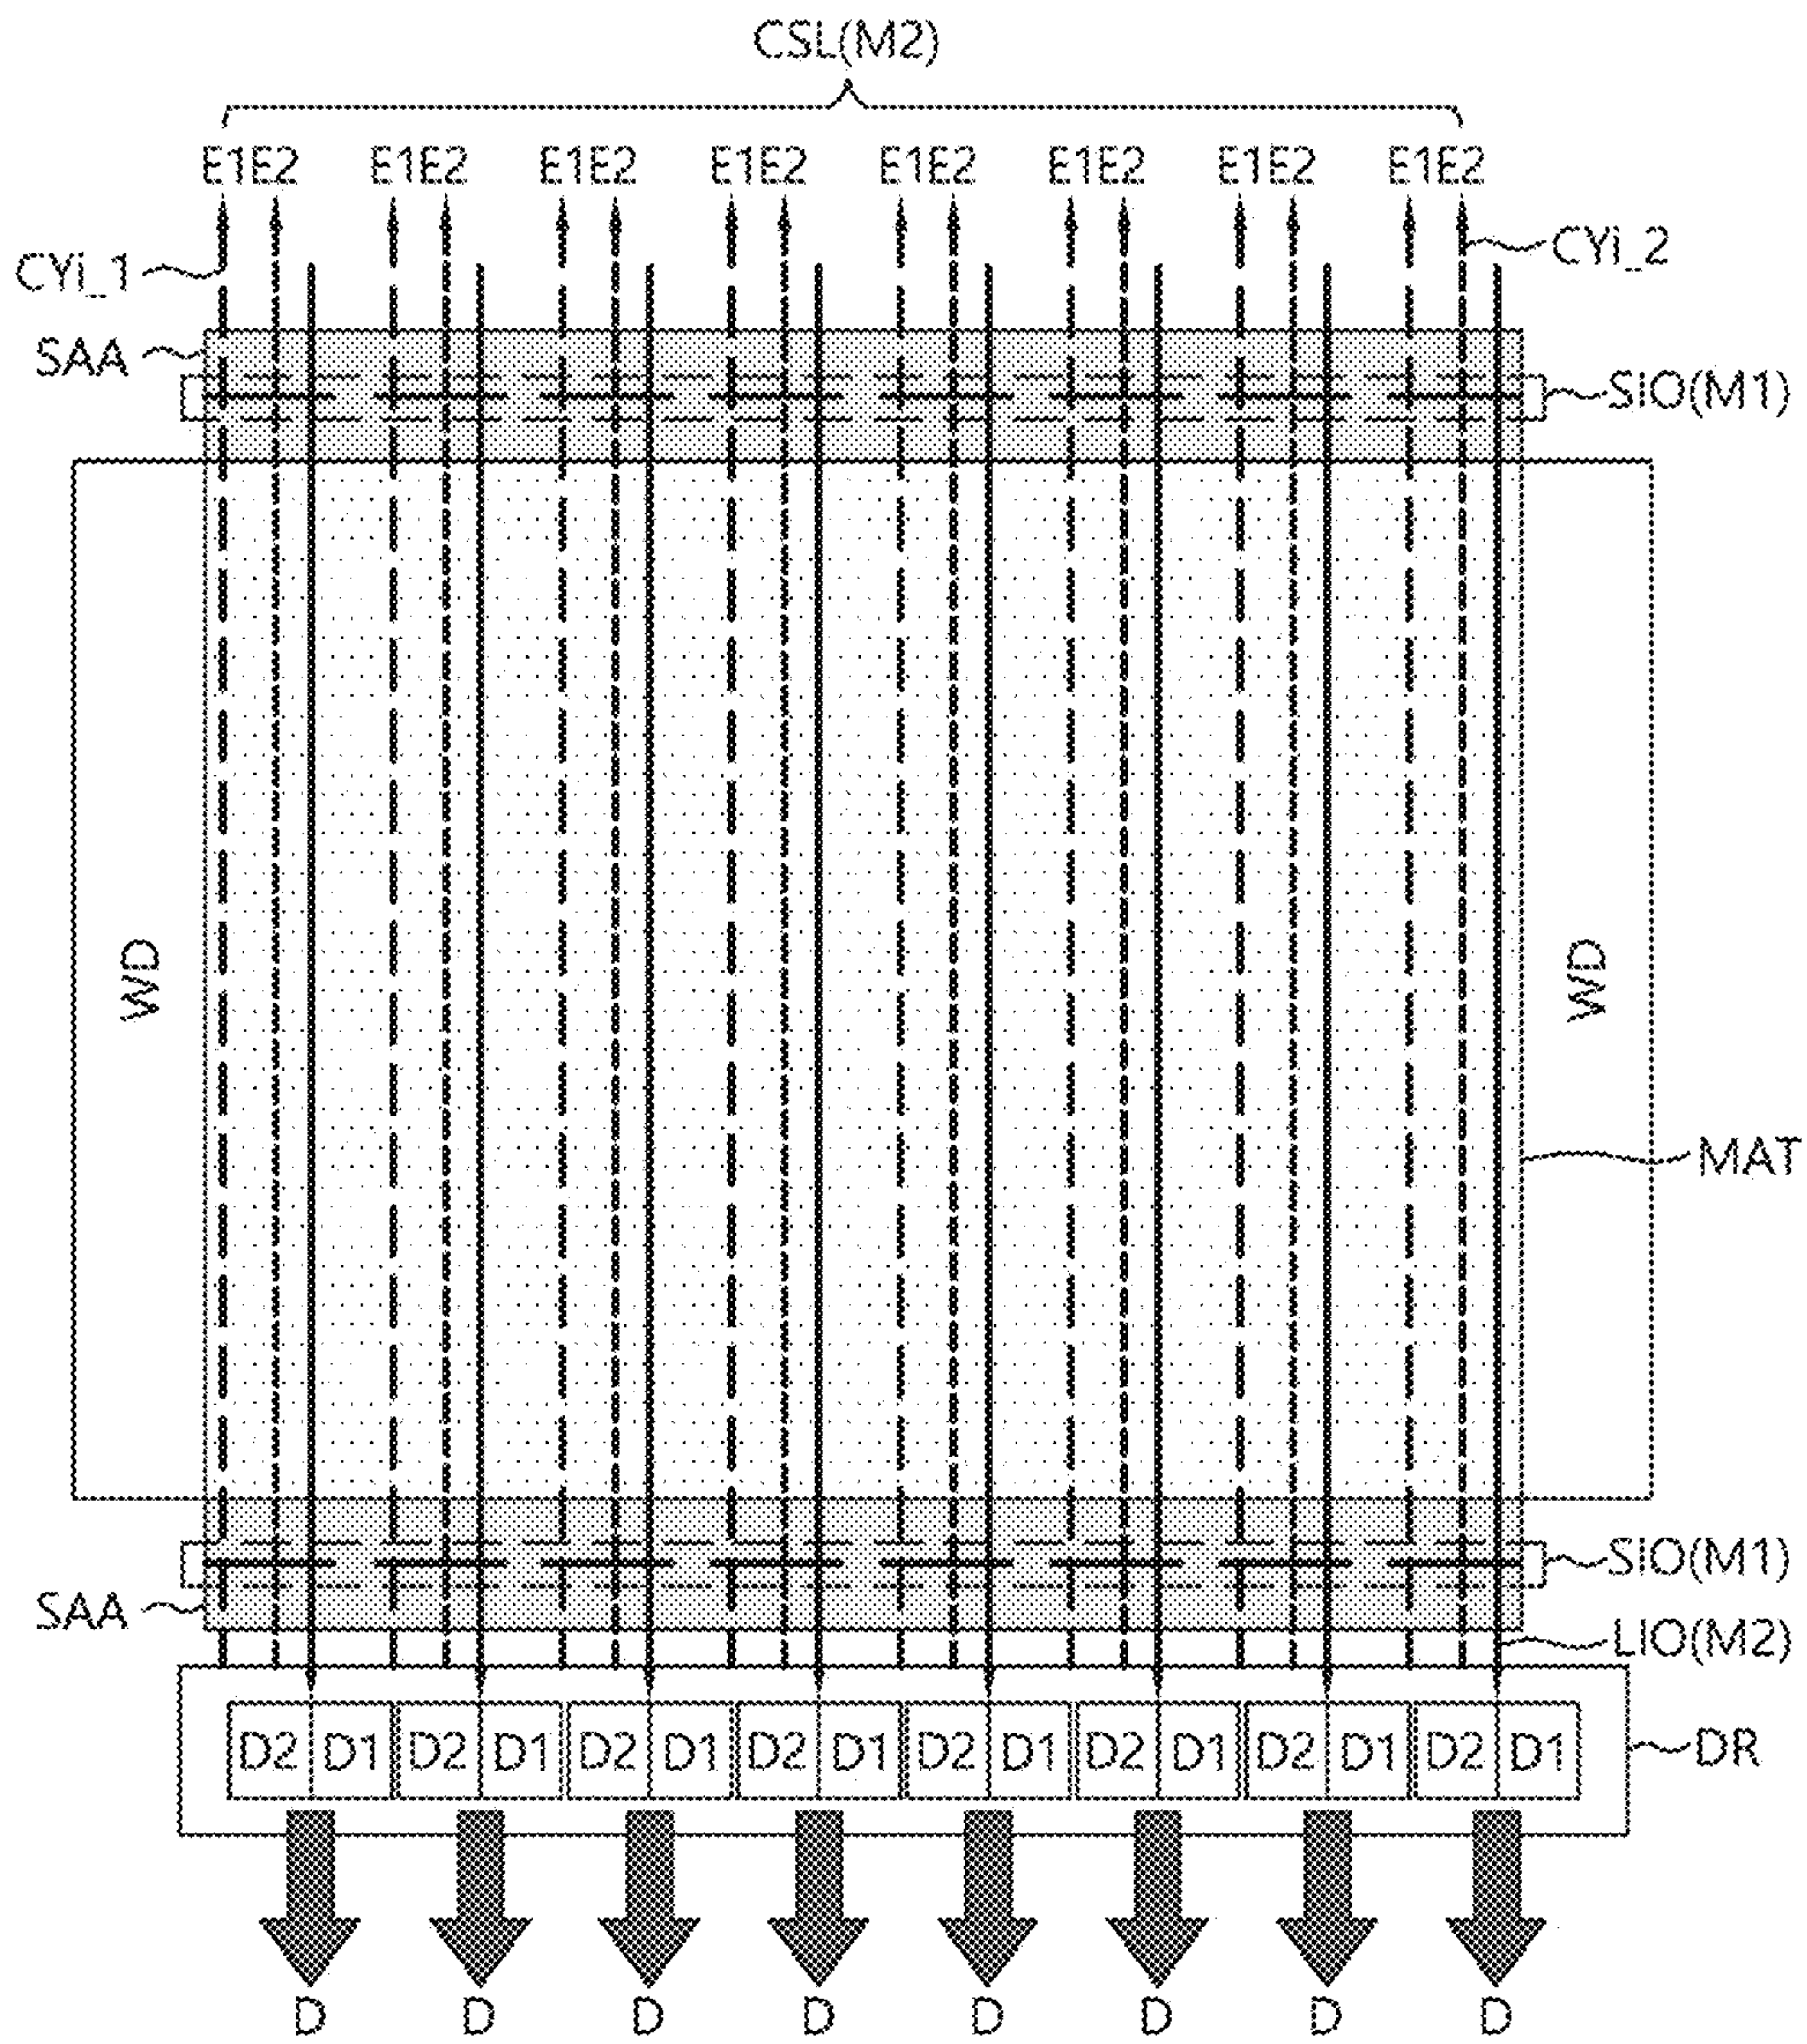 CSL(M2)
E1E2 E1E2 E1E2 E1E2 E1E2 E1E2 E1E2 E1E2
CYi_1
CYi_2
SAA
SIO(M1)
WD
WD
MAT
SIO(M1)
SAA
LIO(M2)
D2 D1 D2 D1 D2 D1 D2 D1 D2 D1 D2 D1 D2 D1 D2 D1
DR
D D D D D D D D